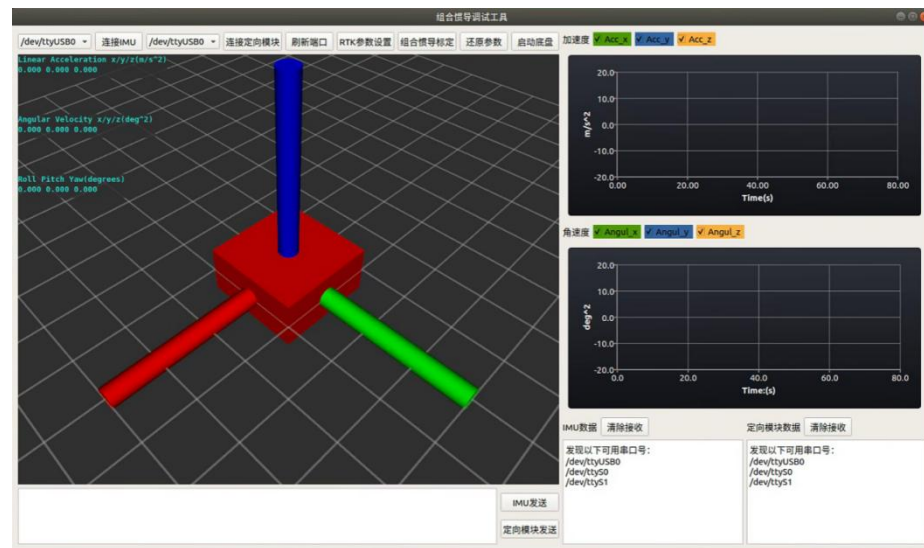 组合惯导调试工具
/dev/ttyUSB0 连接IMU /dev/ttyUSB0 连接定向模块 刷新端口 RTK参数设置 组合惯导标定 还原参数 启动底盘
Linear Acceleration x/y/z(m/s^2)
0.000 0.000 0.000
Angular Velocity x/y/z(deg^2)
0.000 0.000 0.000
Roll Pitch Yaw(degrees)
0.000 0.000 0.000
加速度 Acc_x Acc_y Acc_z
20.0
10.0
0.0
-10.0
-20.0
m/s^2
0.00 20.00 40.00 60.00 80.00
Time(s)
角速度 Angul_x Angul_y Angul_z
20.0
10.0
0.0
-10.0
-20.0
deg^2
0.0 20.0 40.0 60.0 80.0
Time:(s)
IMU数据 清除接收
发现以下可用串口号:
/dev/ttyUSB0
/dev/ttyS0
/dev/ttyS1
定向模块数据 清除接收
发现以下可用串口号:
/dev/ttyUSB0
/dev/ttyS0
/dev/ttyS1
IMU发送
定向模块发送